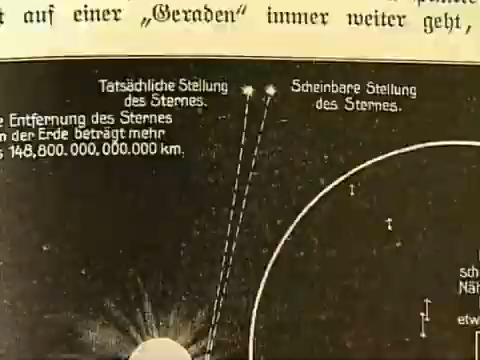 auf einer „Geraden“ immer weiter geht,
Tatsächliche Stellung
des Sternes.
Scheinbare Stellung
des Sternes.
Entfernung des Sternes
der Erde beträgt mehr
148,800.000,000.000 km.
etw